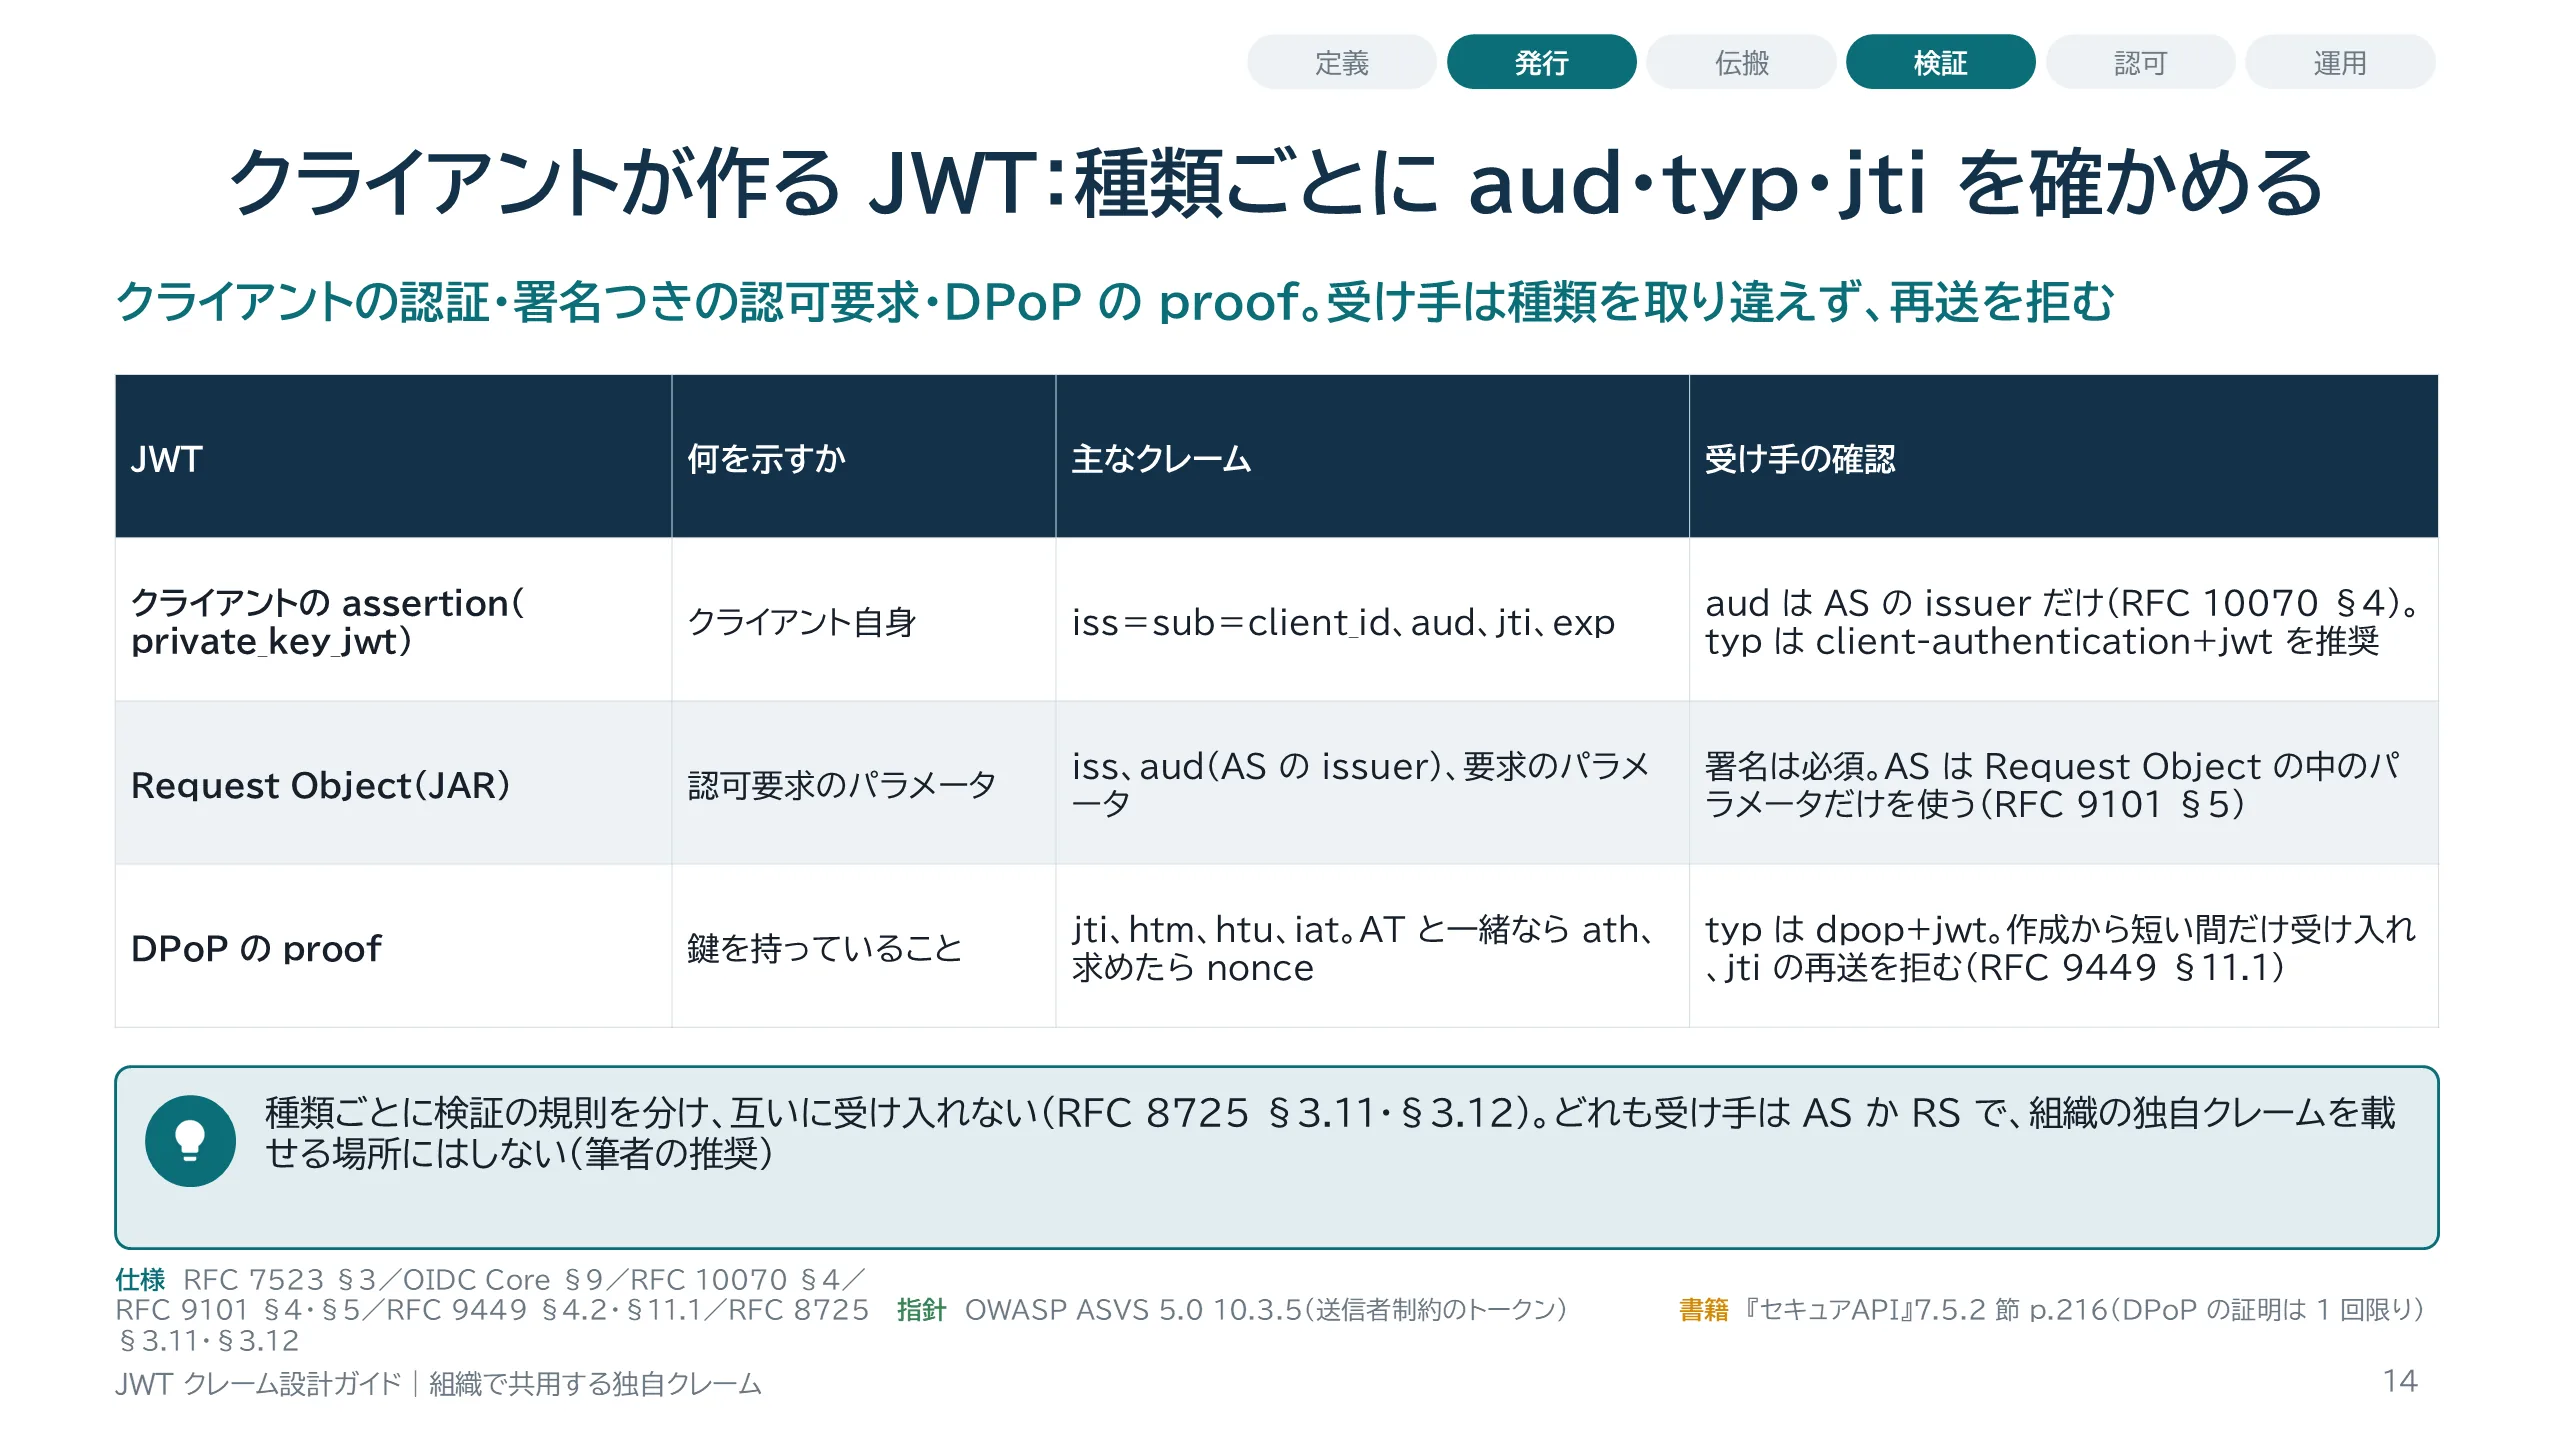 定義
発行
伝搬
検証
認可
運用
クライアントが作る JWT：種類ごとに aud・typ・jti を確かめる
クライアントの認証・署名つきの認可要求・DPoP の proof。受け手は種類を取り違えず、再送を拒む
JWT
何を示すか
主なクレーム
受け手の確認
クライアントの assertion（
private_key_jwt）
クライアント自身
iss＝sub＝client_id、aud、jti、exp
aud は AS の issuer だけ（RFC 10070 §4）。
typ は client-authentication+jwt を推奨
Request Object（JAR）
認可要求のパラメータ
iss、aud（AS の issuer）、要求のパラメ
ータ
署名は必須。AS は Request Object の中のパ
ラメータだけを使う（RFC 9101 §5）
DPoP の proof
鍵を持っていること
jti、htm、htu、iat。AT と一緒なら ath、
求めたら nonce
typ は dpop+jwt。作成から短い間だけ受け入れ
、jti の再送を拒む（RFC 9449 §11.1）
種類ごとに検証の規則を分け、互いに受け入れない（RFC 8725 §3.11・§3.12）。どれも受け手は AS か RS で、組織の独自クレームを載
せる場所にはしない（筆者の推奨）
仕様 RFC 7523 §3／OIDC Core §9／RFC 10070 §4／
RFC 9101 §4・§5／RFC 9449 §4.2・§11.1／RFC 8725
§3.11・§3.12
指針 OWASP ASVS 5.0 10.3.5（送信者制約のトークン）
書籍 『セキュアAPI』7.5.2 節 p.216（DPoP の証明は 1 回限り）
JWT クレーム設計ガイド｜組織で共用する独自クレーム
14